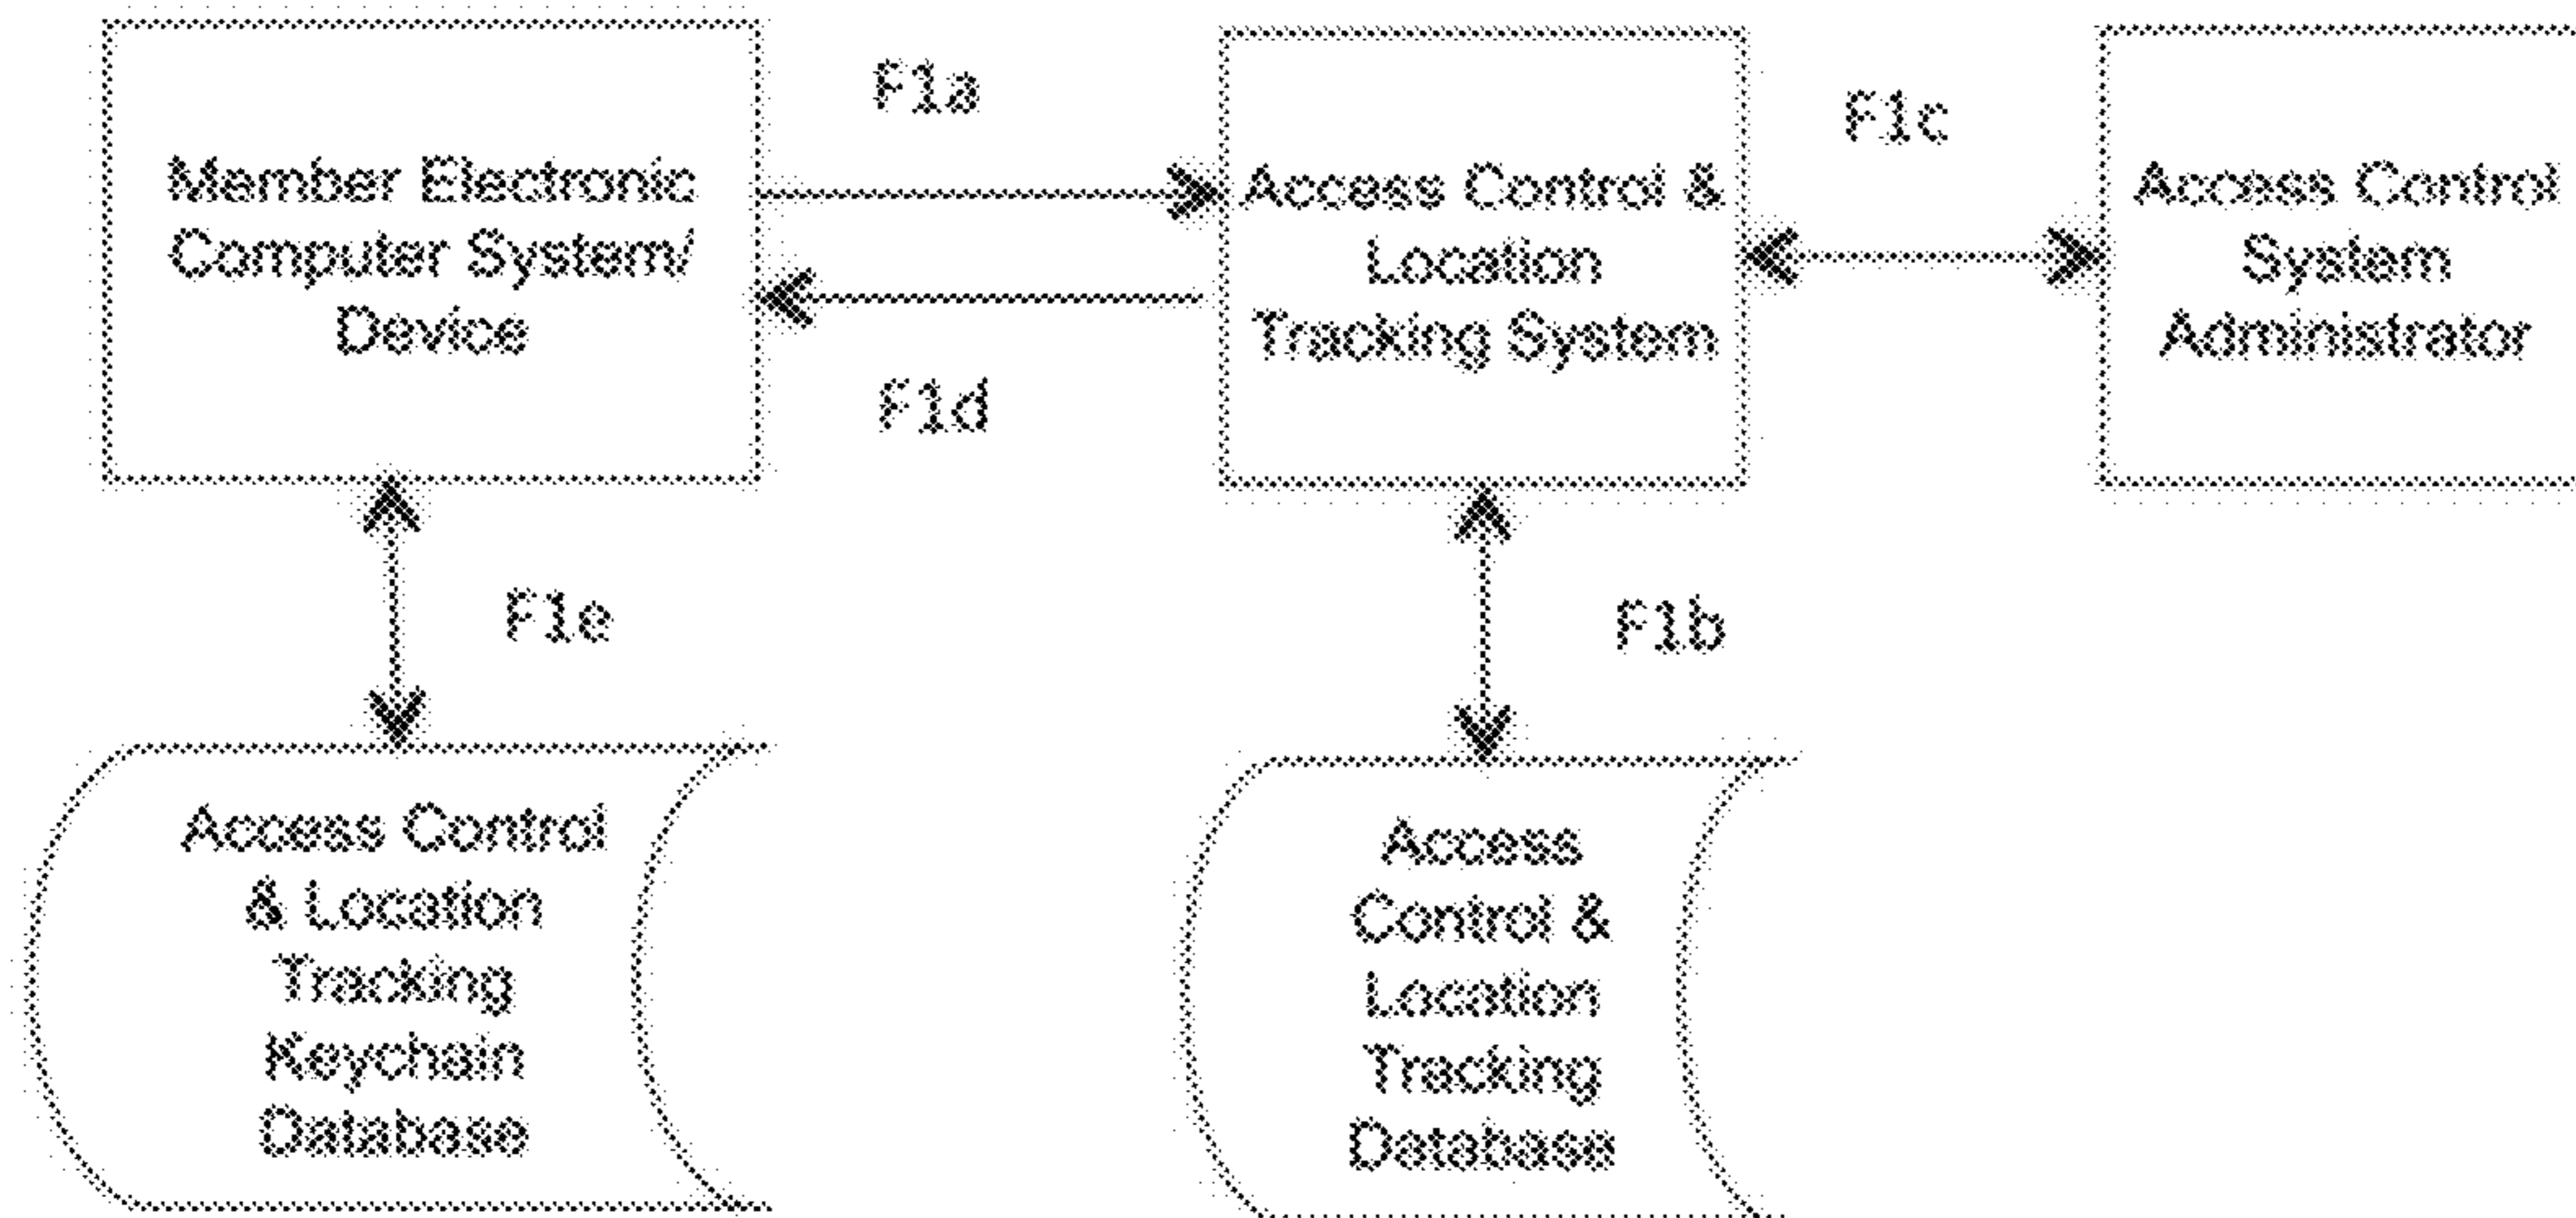 Member Electronic
Computer System/
Device
F1a
F1d
Access Control &
Location
Tracking System
F1c
Access Control
System
Administrator
F1e
F1b
Access Control
& Location
Tracking
Keychain
Database
Access
Control &
Location
Tracking
Database